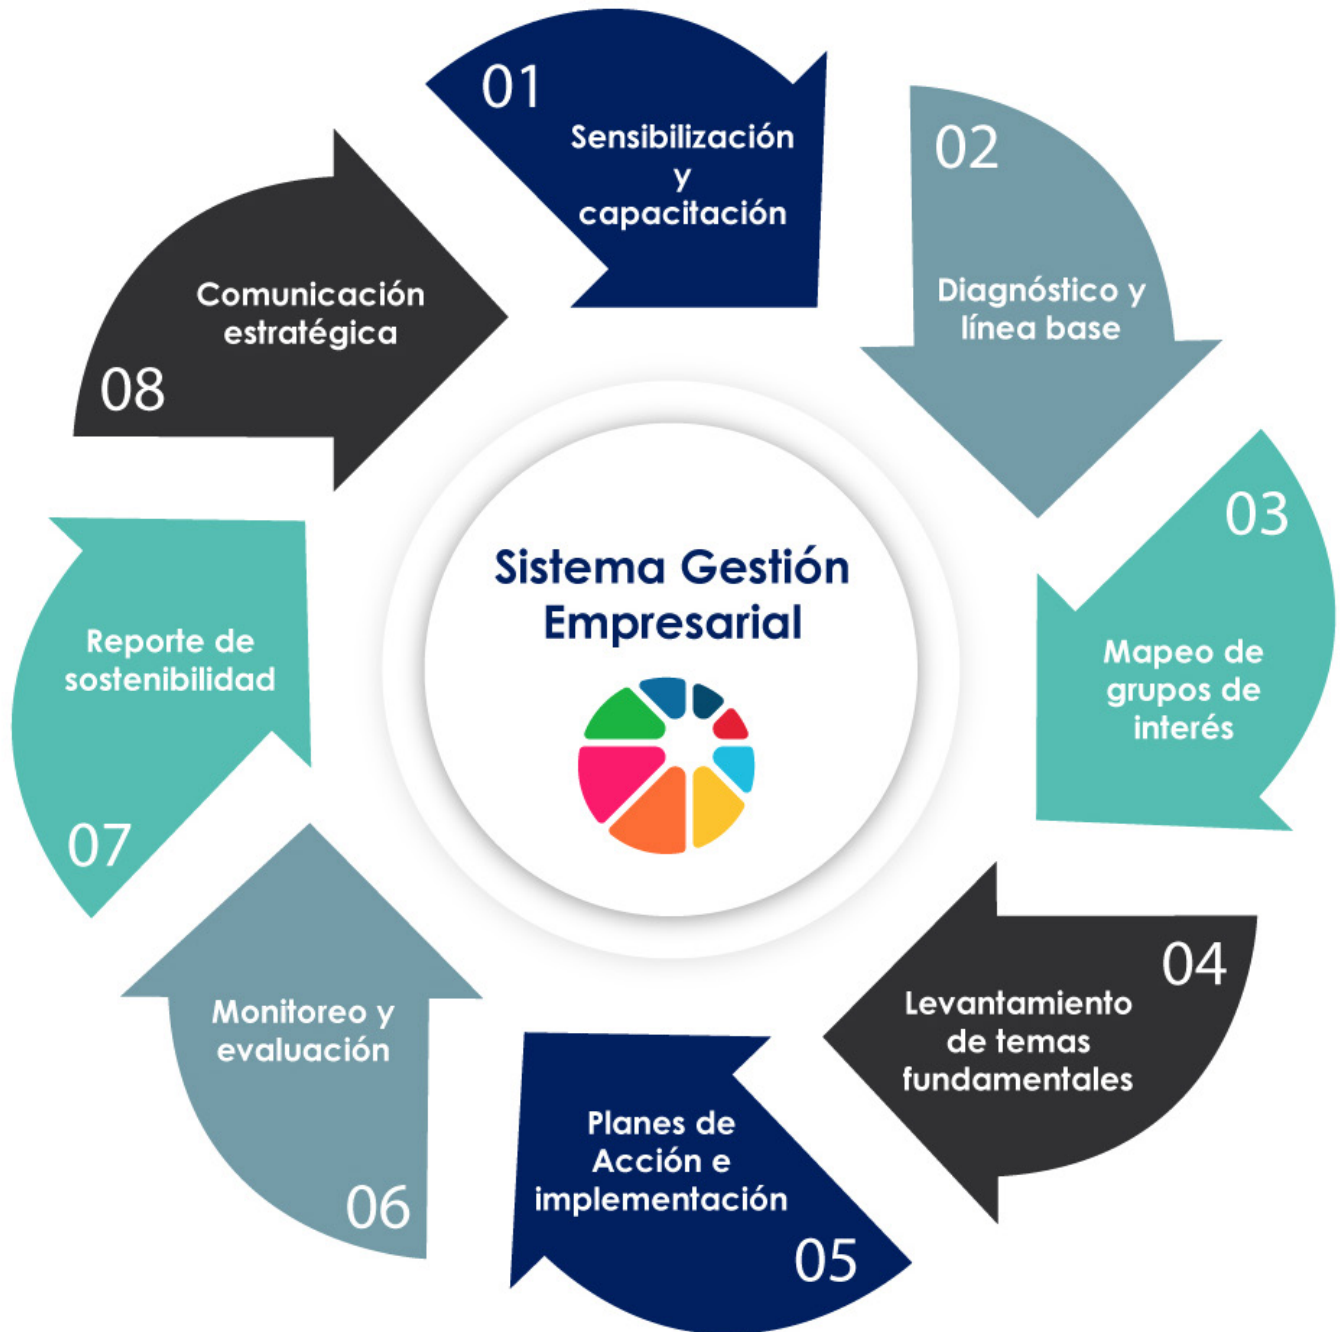 01
Sensibilización
y
capacitación
02
Diagnóstico y
línea base
03
Mapeo de
grupos de
interés
04
Levantamiento
de temas
fundamentales
05
Planes de
Acción e
implementación
06
Monitoreo y
evaluación
07
Reporte de
sostenibilidad
08
Comunicación
estratégica
Sistema Gestión
Empresarial